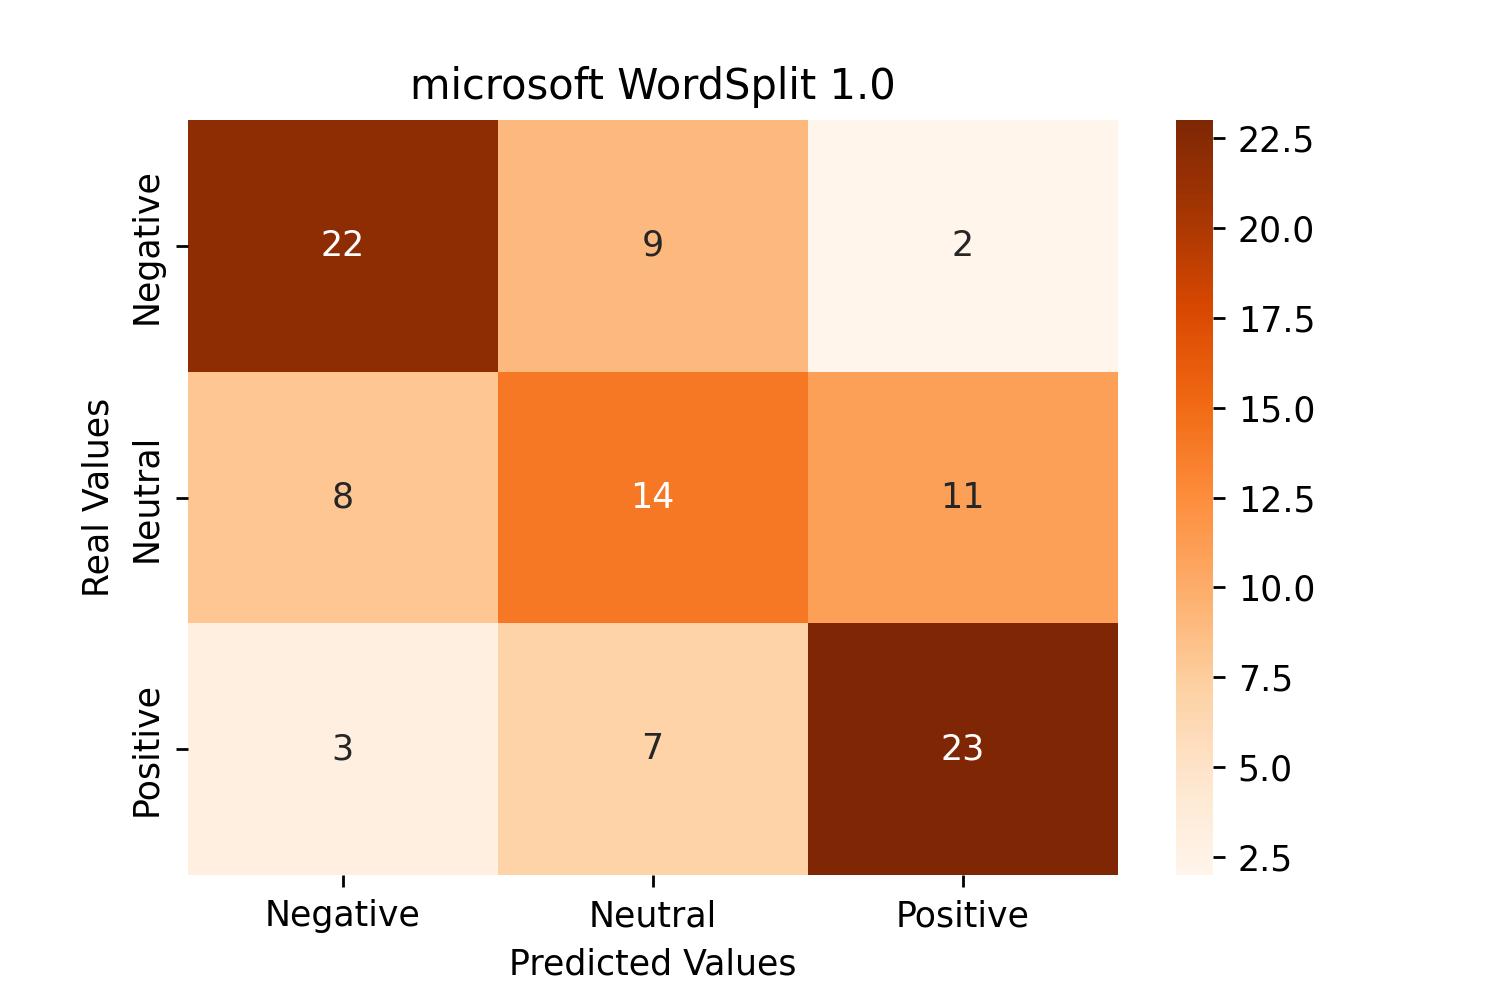 microsoft WordSplit 1.0
Real Values
Negative
22
9
2
Neutral
8
14
11
Positive
3
7
23
Negative
Neutral
Positive
Predicted Values
22.5
20.0
17.5
15.0
12.5
10.0
7.5
5.0
2.5